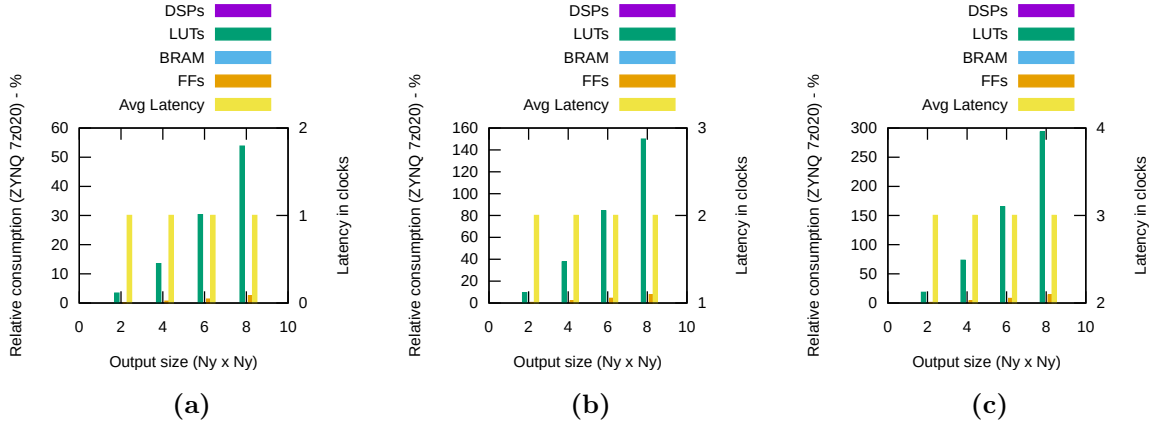 DSPs
LUTs
BRAM
FFs
Avg Latency
Relative consumption (ZYNQ 7z020) - %
60
50
40
30
20
10
0
2
1
0
Latency in clocks
0 2 4 6 8 10
Output size (Ny x Ny)
(a)
DSPs
LUTs
BRAM
FFs
Avg Latency
Relative consumption (ZYNQ 7z020) - %
160
140
120
100
80
60
40
20
0
3
2
1
Latency in clocks
0 2 4 6 8 10
Output size (Ny x Ny)
(b)
DSPs
LUTs
BRAM
FFs
Avg Latency
Relative consumption (ZYNQ 7z020) - %
300
250
200
150
100
50
0
4
3
2
Latency in clocks
0 2 4 6 8 10
Output size (Ny x Ny)
(c)